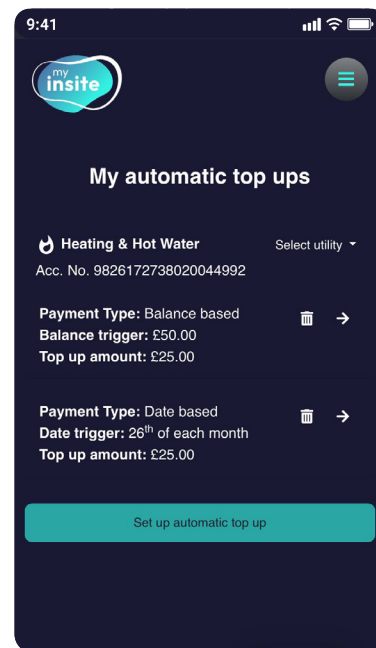 9:41
my
insite
My automatic top ups
Heating & Hot Water
Select utility
Acc. No. 9826172738020044992
Payment Type: Balance based
Balance trigger: £50.00
Top up amount: £25.00
Payment Type: Date based
Date trigger: 26th of each month
Top up amount: £25.00
Set up automatic top up